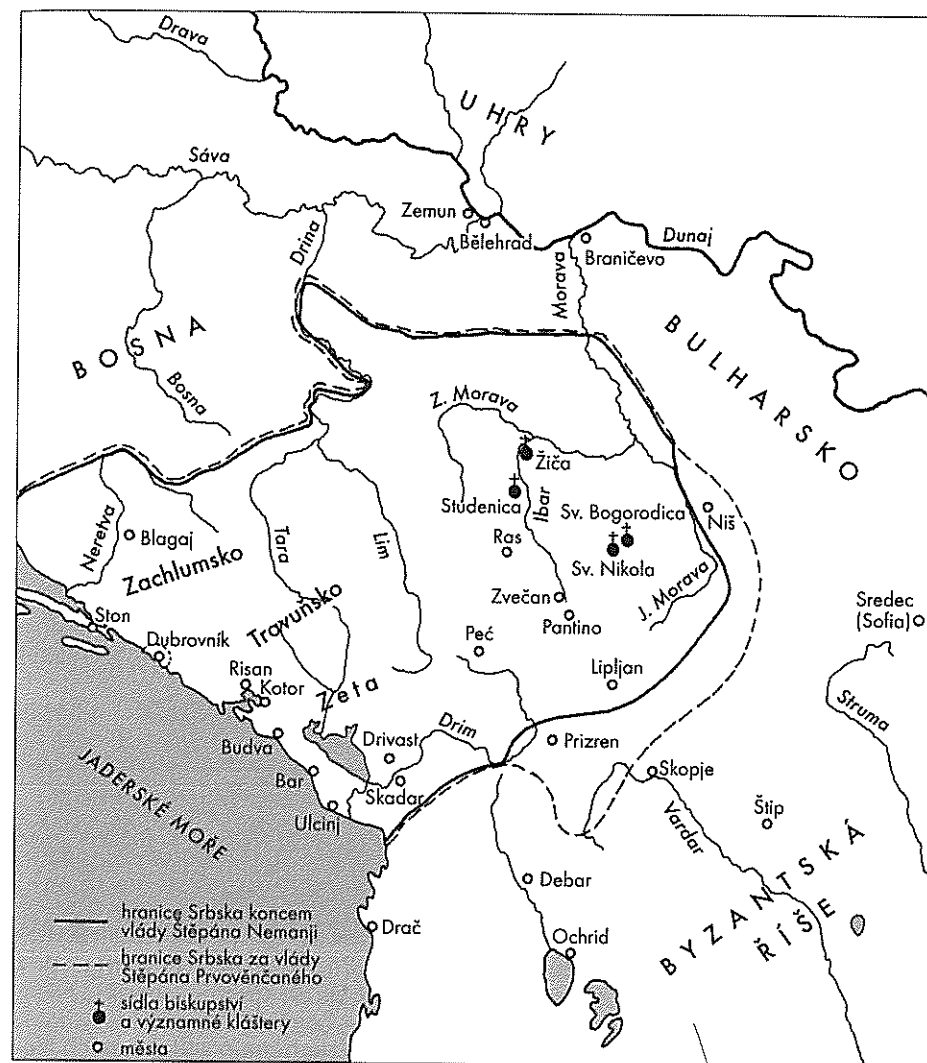 Drava
UHRY
Sáva
Zemun
Bělehrad
Drina
Dunaj
Braničevo
Morava
BOSNA
Bosna
BULHARSKO
Z. Morava
Žiča
Studenica
Ibar
Sv. Bogorodica
Niš
Ras
Sv. Nikola
Neretva
Blagaj
Zachlumsko
Tara
Lim
Zvečan
J. Morava
Pantino
Sredec
(Sofia)
Ston
Travuňsko
Dubrovník
Peć
Risan
Kotor
Zeta
Lipljan
Struma
Budva
Drivast
Drim
Prizren
Bar
Skadar
Skopje
JADERSKÉ MOŘE
Ulcinj
Štip
Vardar
BYZANTSKÁ
ŘÍŠE
Debar
Drač
Ochrid
hranice Srbska koncem
vlády Štěpána Nemanji
hranice Srbska za vlády
Štěpána Prvověnčaného
sídla biskupství
a významné kláštery
města